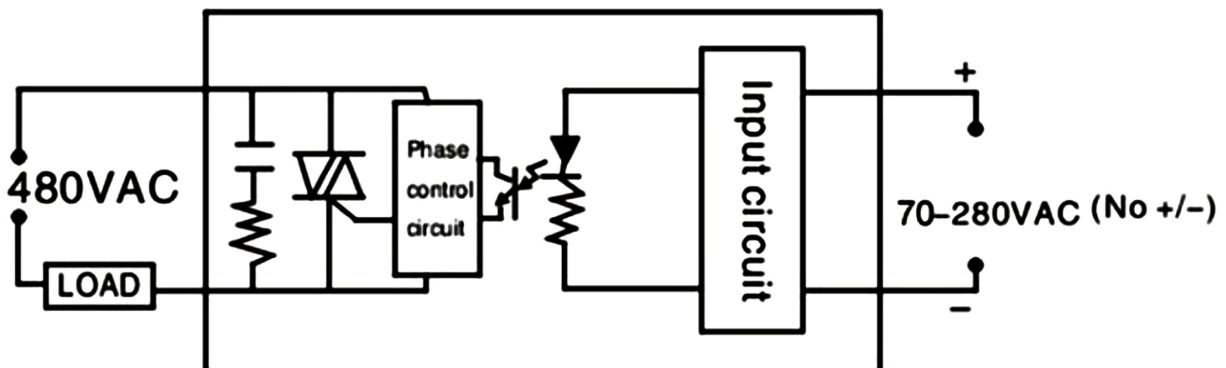 480VAC
LOAD
Phase
control
circuit
Input circuit
+
70-280VAC (No +/-)
-